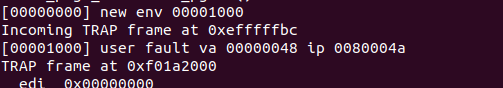 [00000000] new env 00001000
Incoming TRAP frame at 0xefffffbc
[00001000] user fault va 00000048 ip 0080004a
TRAP frame at 0xf01a2000
edi 0x00000000